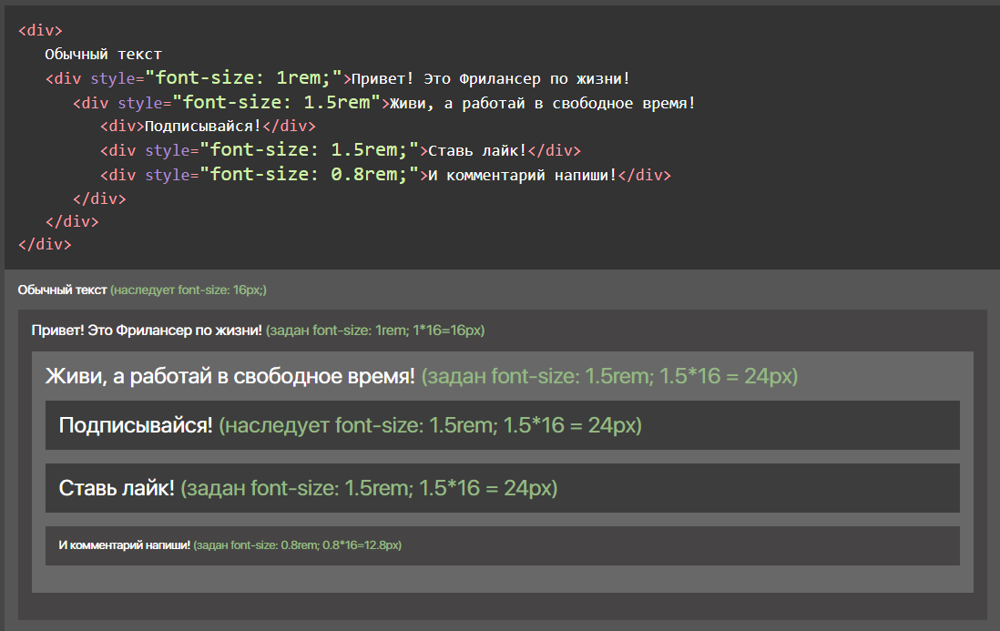 <div>
Обычный текст
<div style="font-size: 1rem;">Привет! Это Фрилансер по жизни!
<div style="font-size: 1.5rem">Живи, а работай в свободное время!
<div>Подписывайся!</div>
<div style="font-size: 1.5rem;">Ставь лайк!</div>
<div style="font-size: 0.8rem;">И комментарий напиши!</div>
</div>
</div>
</div>
Обычный текст (наследует font-size: 16px;)
Привет! Это Фрилансер по жизни! (задан font-size: 1rem; 1*16=16px)
Живи, а работай в свободное время! (задан font-size: 1.5rem; 1.5*16 = 24px)
Подписывайся! (наследует font-size: 1.5rem; 1.5*16 = 24px)
Ставь лайк! (задан font-size: 1.5rem; 1.5*16 = 24px)
И комментарий напиши! (задан font-size: 0.8rem; 0.8*16=12.8px)